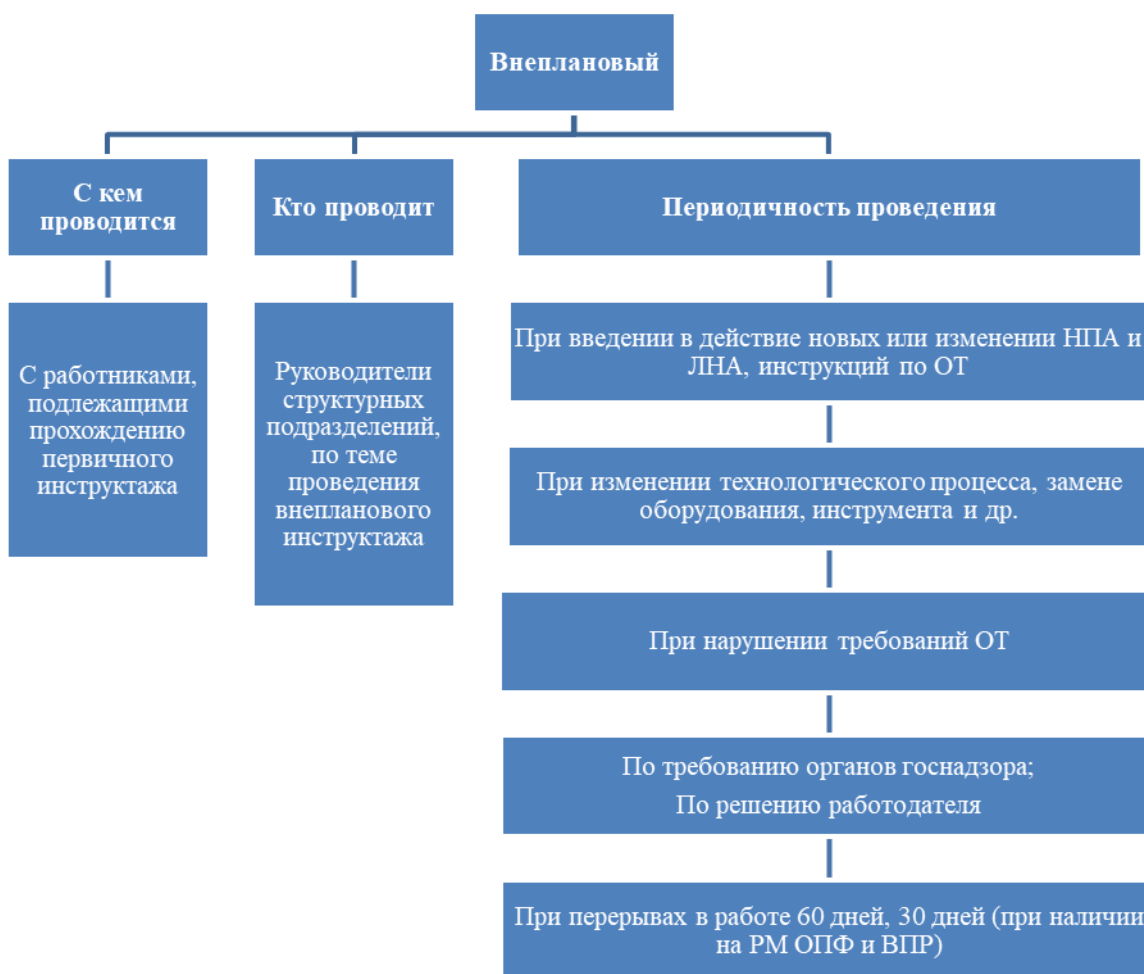 Внеплановый
С кем
проводится
Кто проводит
Периодичность проведения
С работниками,
подлежащими
прохождению
первичного
инструктажа
Руководители
структурных
подразделений,
по теме
проведения
внепланового
инструктажа
При введении в действие новых или изменении НПА и
ЛНА, инструкций по ОТ
При изменении технологического процесса, замене
оборудования, инструмента и др.
При нарушении требований ОТ
По требованию органов госнадзора;
По решению работодателя
При перерывах в работе 60 дней, 30 дней (при наличии
на РМ ОПФ и ВПР)